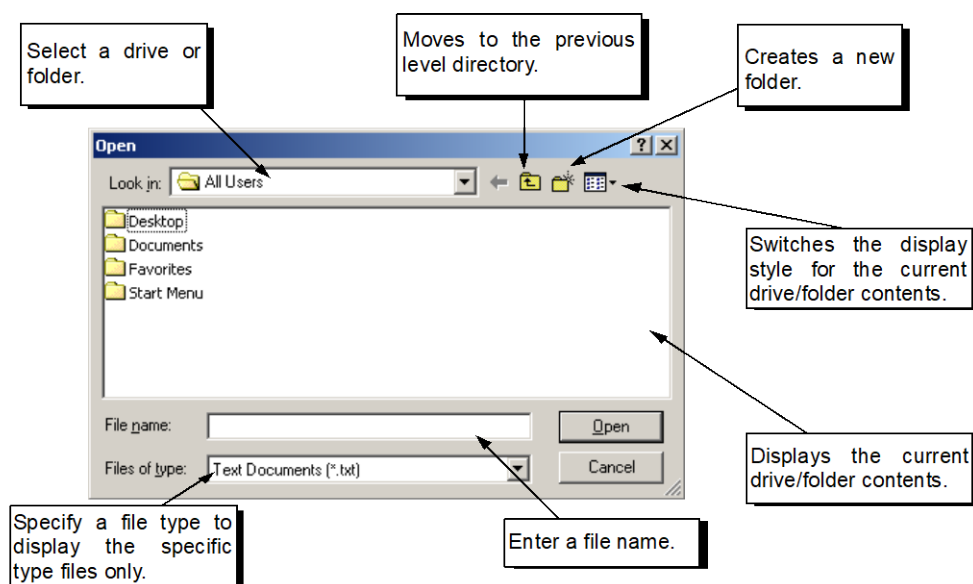 Select a drive or
folder.
Moves to the previous
level directory.
Creates a new
folder.
Open
Look in: All Users
Desktop
Documents
Favorites
Start Menu
Switches the display
style for the current
drive/folder contents.
File name:
Open
Files of type: Text Documents (*.txt)
Cancel
Displays the current
drive/folder contents.
Specify a file type to
display the specific
type files only.
Enter a file name.